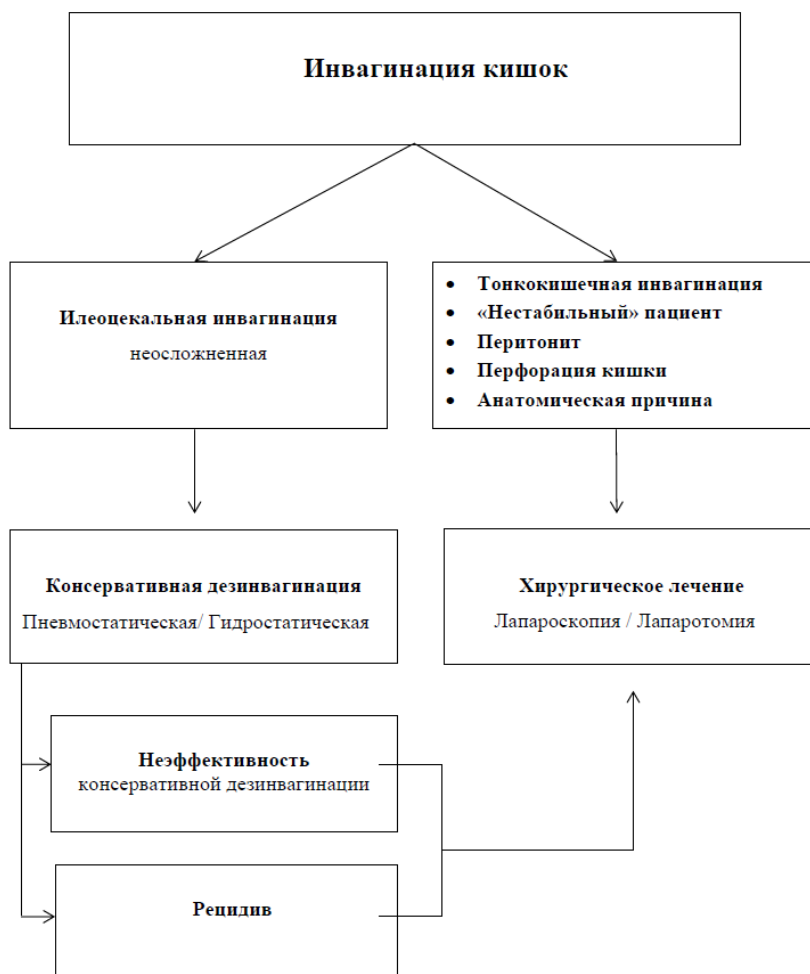 Инвагинация кишок
Илеоцекальная инвагинация
неосложненная
• Тонкокишечная инвагинация
• «Нестабильный» пациент
• Перитонит
• Перфорация кишки
• Анатомическая причина
Консервативная дезинвагинация
Пневмостатическая/ Гидростатическая
Хирургическое лечение
Лапароскопия / Лапаротомия
Неэффективность
консервативной дезинвагинации
Рецидив